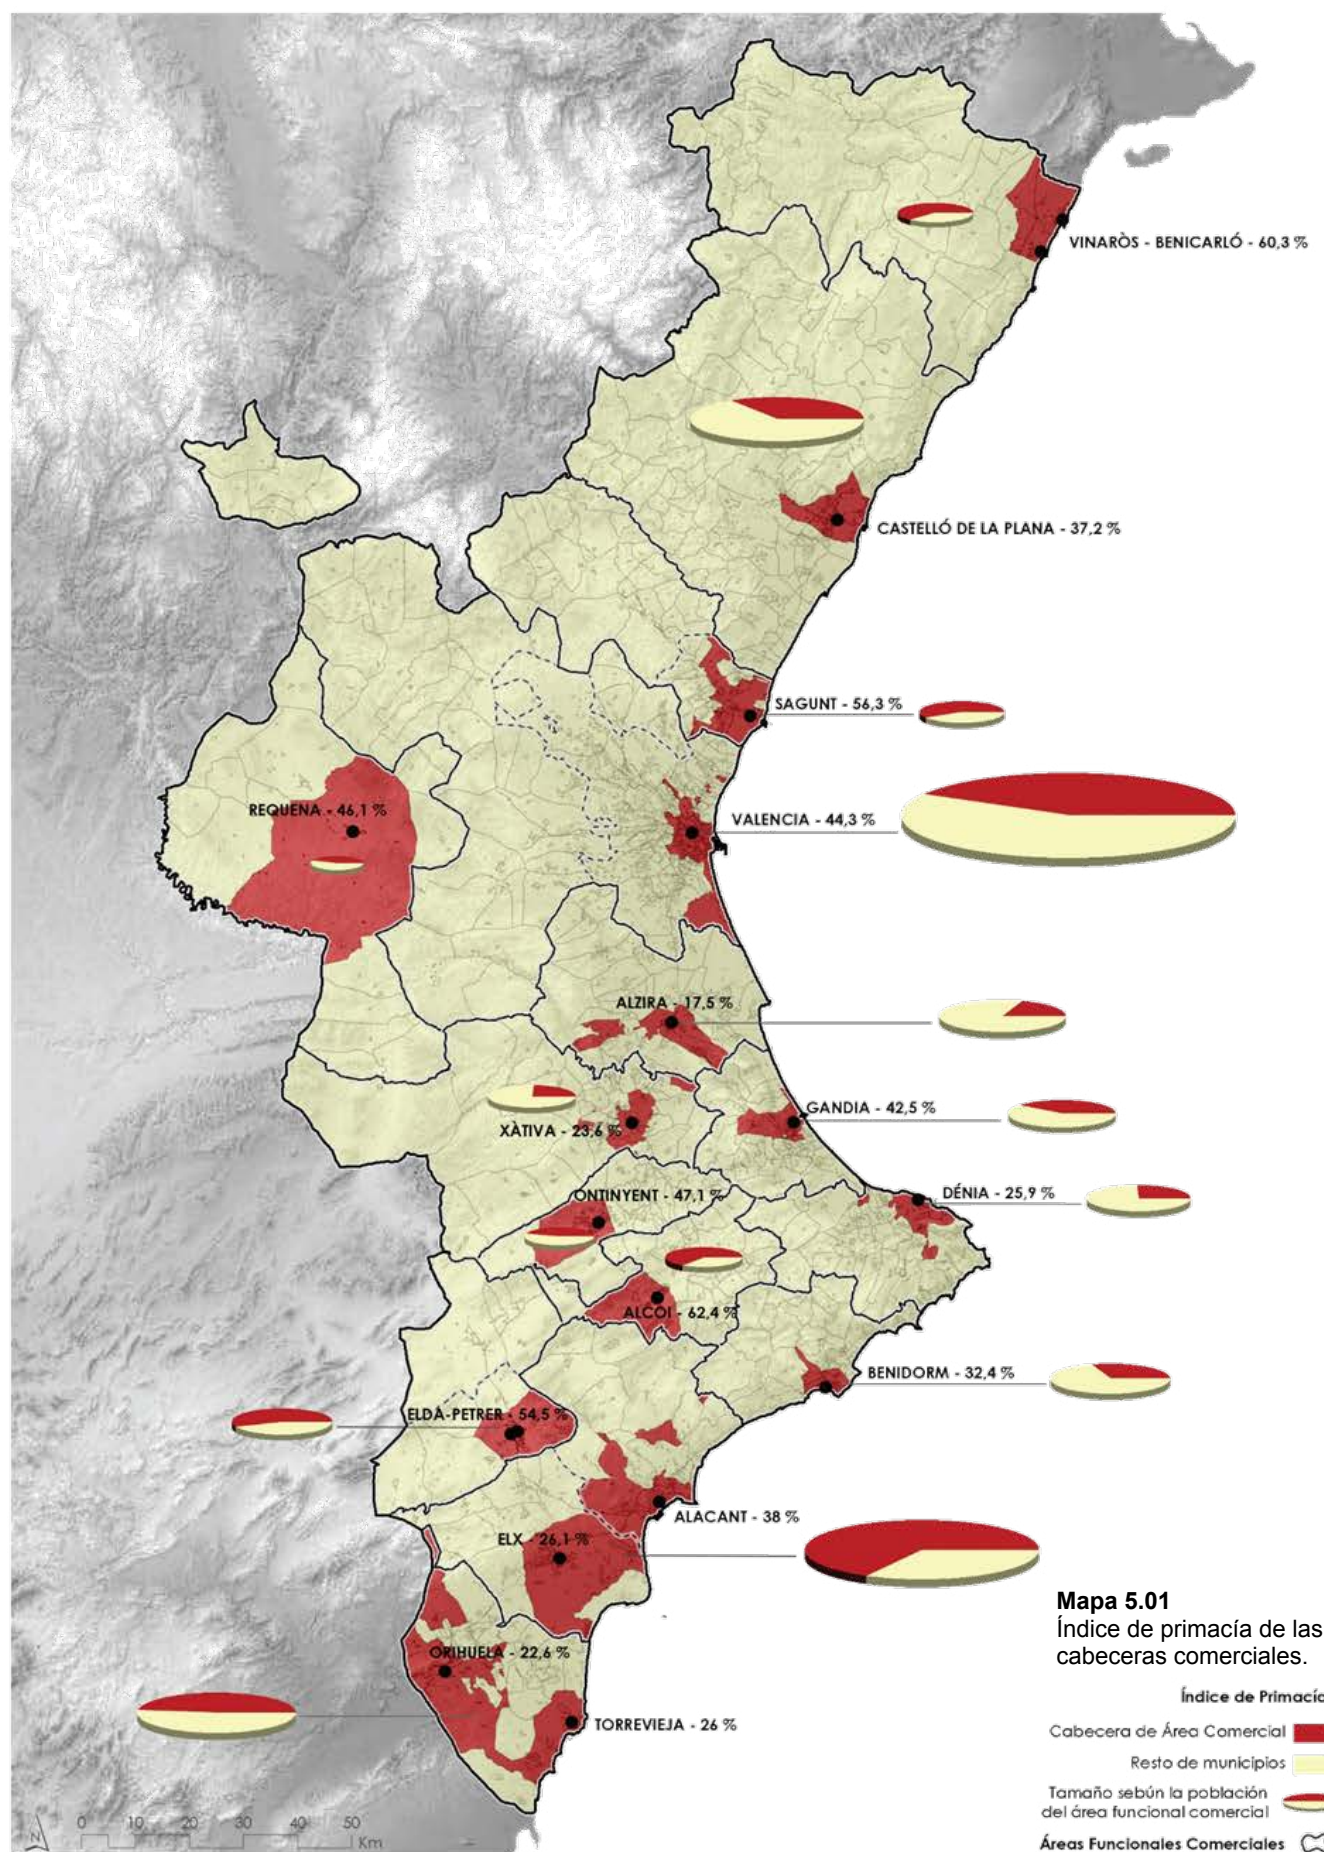 VINARÒS - BENICARLÓ - 60,3 %
CASTELLÓ DE LA PLANA - 37,2 %
SAGUNT - 56,3 %
REQUENA - 46,1 %
VALENCIA - 44,3 %
ALZIRA - 17,5 %
GANDIA - 42,5 %
XÀTIVA - 23,6 %
DÉNIA - 25,9 %
ONTINYENT - 47,1 %
ALCOI - 62,4 %
BENIDORM - 32,4 %
ELDA-PETRER - 54,5 %
ALACANT - 38 %
ELX - 26,1 %
ORIHUELA - 22,6 %
TORREVIEJA - 26 %
Mapa 5.01
Índice de primacía de las
cabeceras comerciales.
Índice de Primacía
Cabecera de Área Comercial
Resto de municipios
Tamaño sebún la población
del área funcional comercial
Áreas Funcionales Comerciales
N
0 10 20 30 40 50
Km